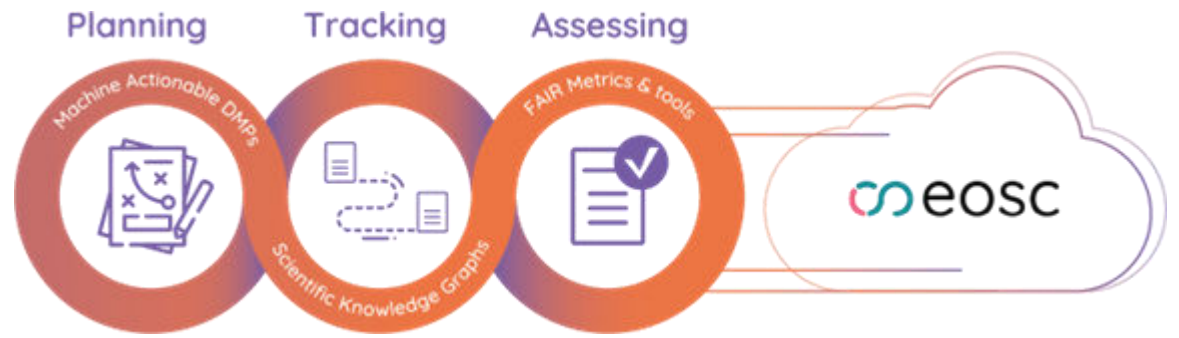 Planning
Tracking
Assessing
Machine Actionable DMPs
Scientific Knowledge Graphs
FAIR Metrics & tools
eosc